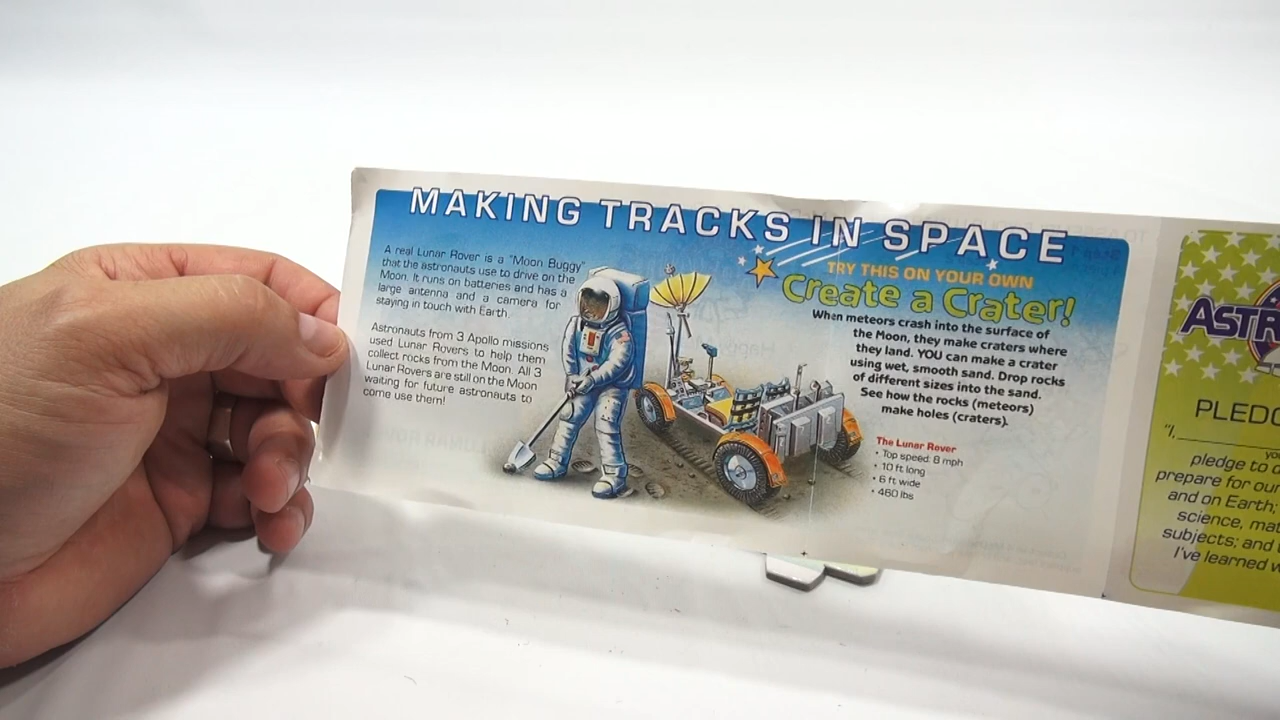 MAKING TRACKS IN SPACE
A real Lunar Rover is a "Moon Buggy"
that the astronauts use to drive on the
Moon. It runs on batteries and has a
large antenna and a camera for
staying in touch with Earth.
Astronauts from 3 Apollo missions
used Lunar Rovers to help them
collect rocks from the Moon. All 3
Lunar Rovers are still on the Moon
waiting for future astronauts to
come use them!
TRY THIS ON YOUR OWN
Create a Crater!
When meteors crash into the surface of
the Moon, they make craters where
they land. YOU can make a crater
using wet, smooth sand. Drop rocks
of different sizes into the sand.
See how the rocks (meteors)
make holes (craters).
The Lunar Rover
• Top speed: 8 mph
• 10 ft long
• 6 ft wide
• 460 lbs
ASTR
PLEDG
"I,
yo
pledge to
prepare for our
and on Earth;
science, mat
subjects; and
I've learned w